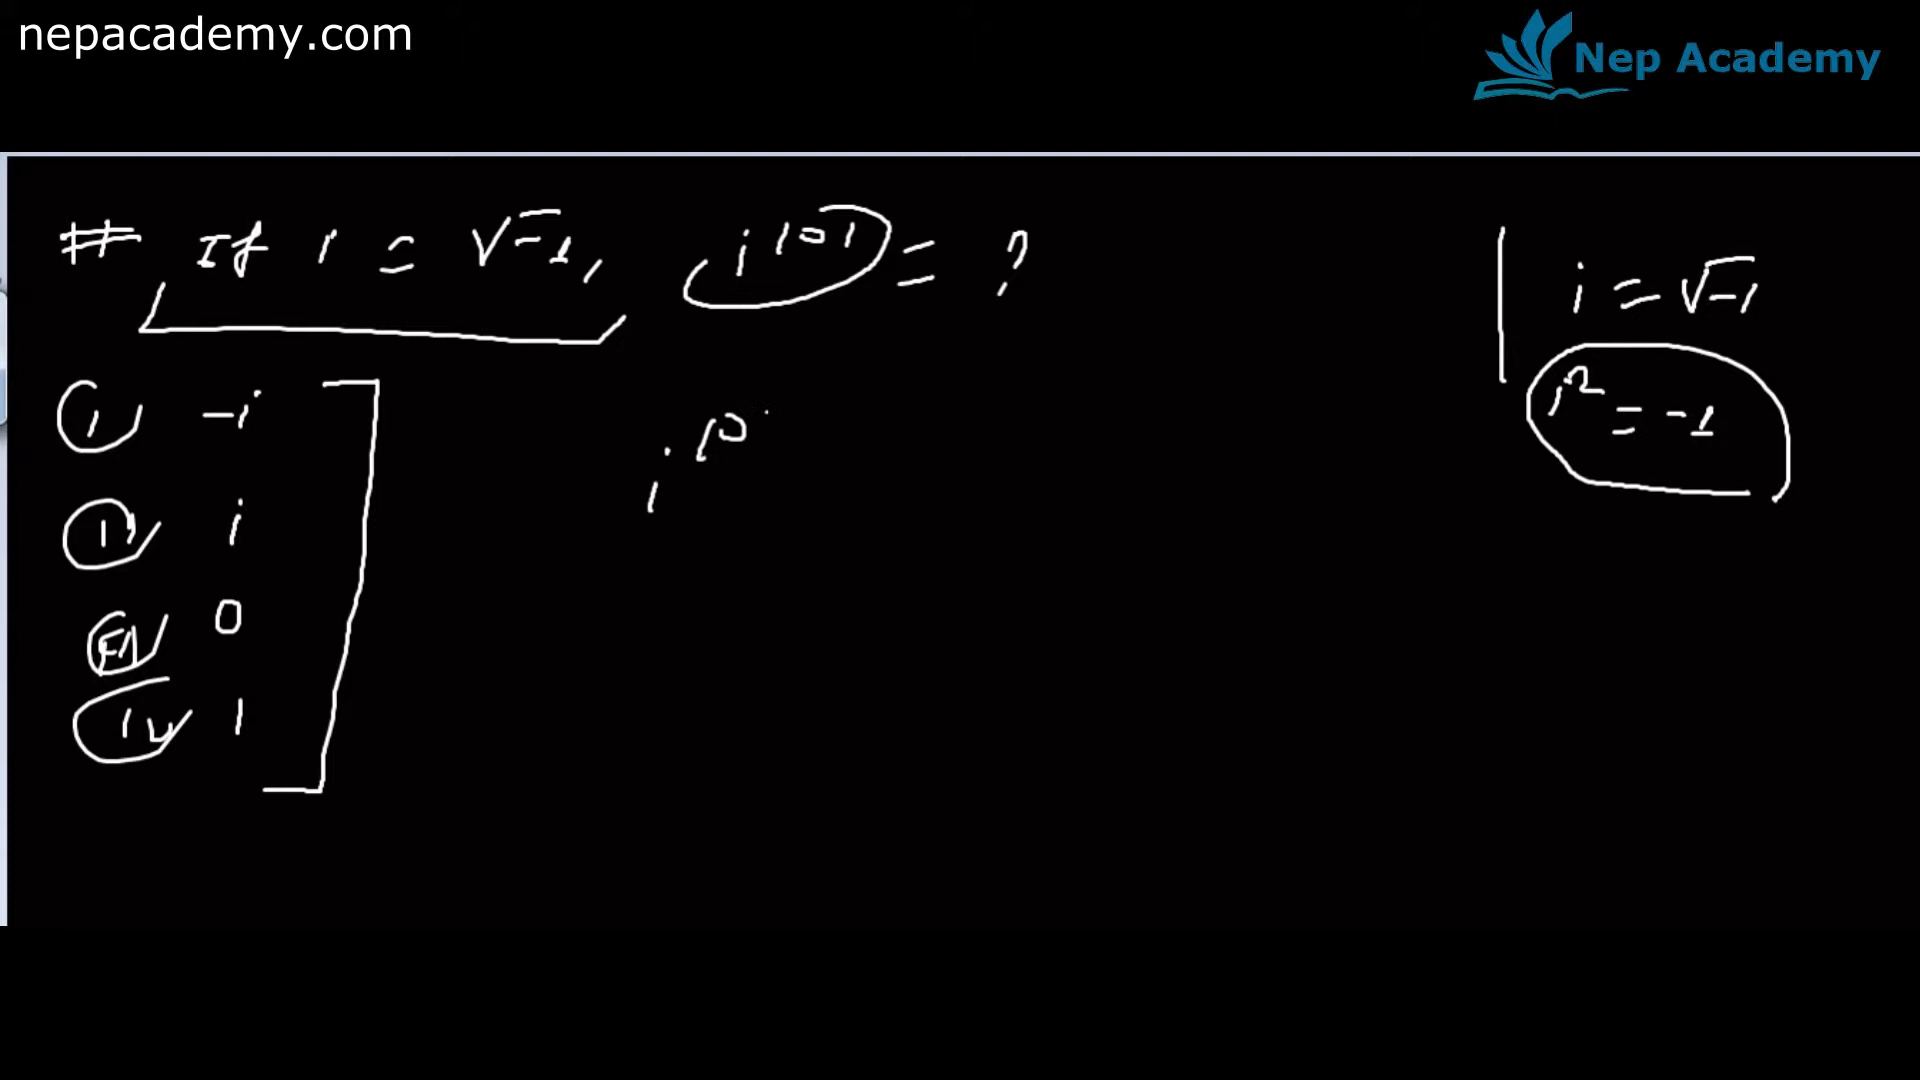 nepacademy.com
Nep Academy
# If i = √-1, i^101 = ?
i = √-1
i² = -1
(i) -i
i^10
(ii) i
(iii) 0
(iv) 1